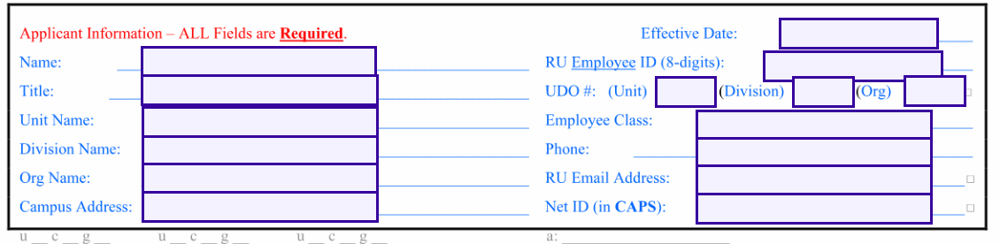 Applicant Information – ALL Fields are Required. Effective Date:
Name: RU Employee ID (8-digits):
Title: UDO #: (Unit) (Division) (Org)
Unit Name: Employee Class:
Division Name: Phone:
Org Name: RU Email Address:
Campus Address: Net ID (in CAPS):
u __ c __ g __ u __ c __ g __ u __ c __ g __ a: ____________________